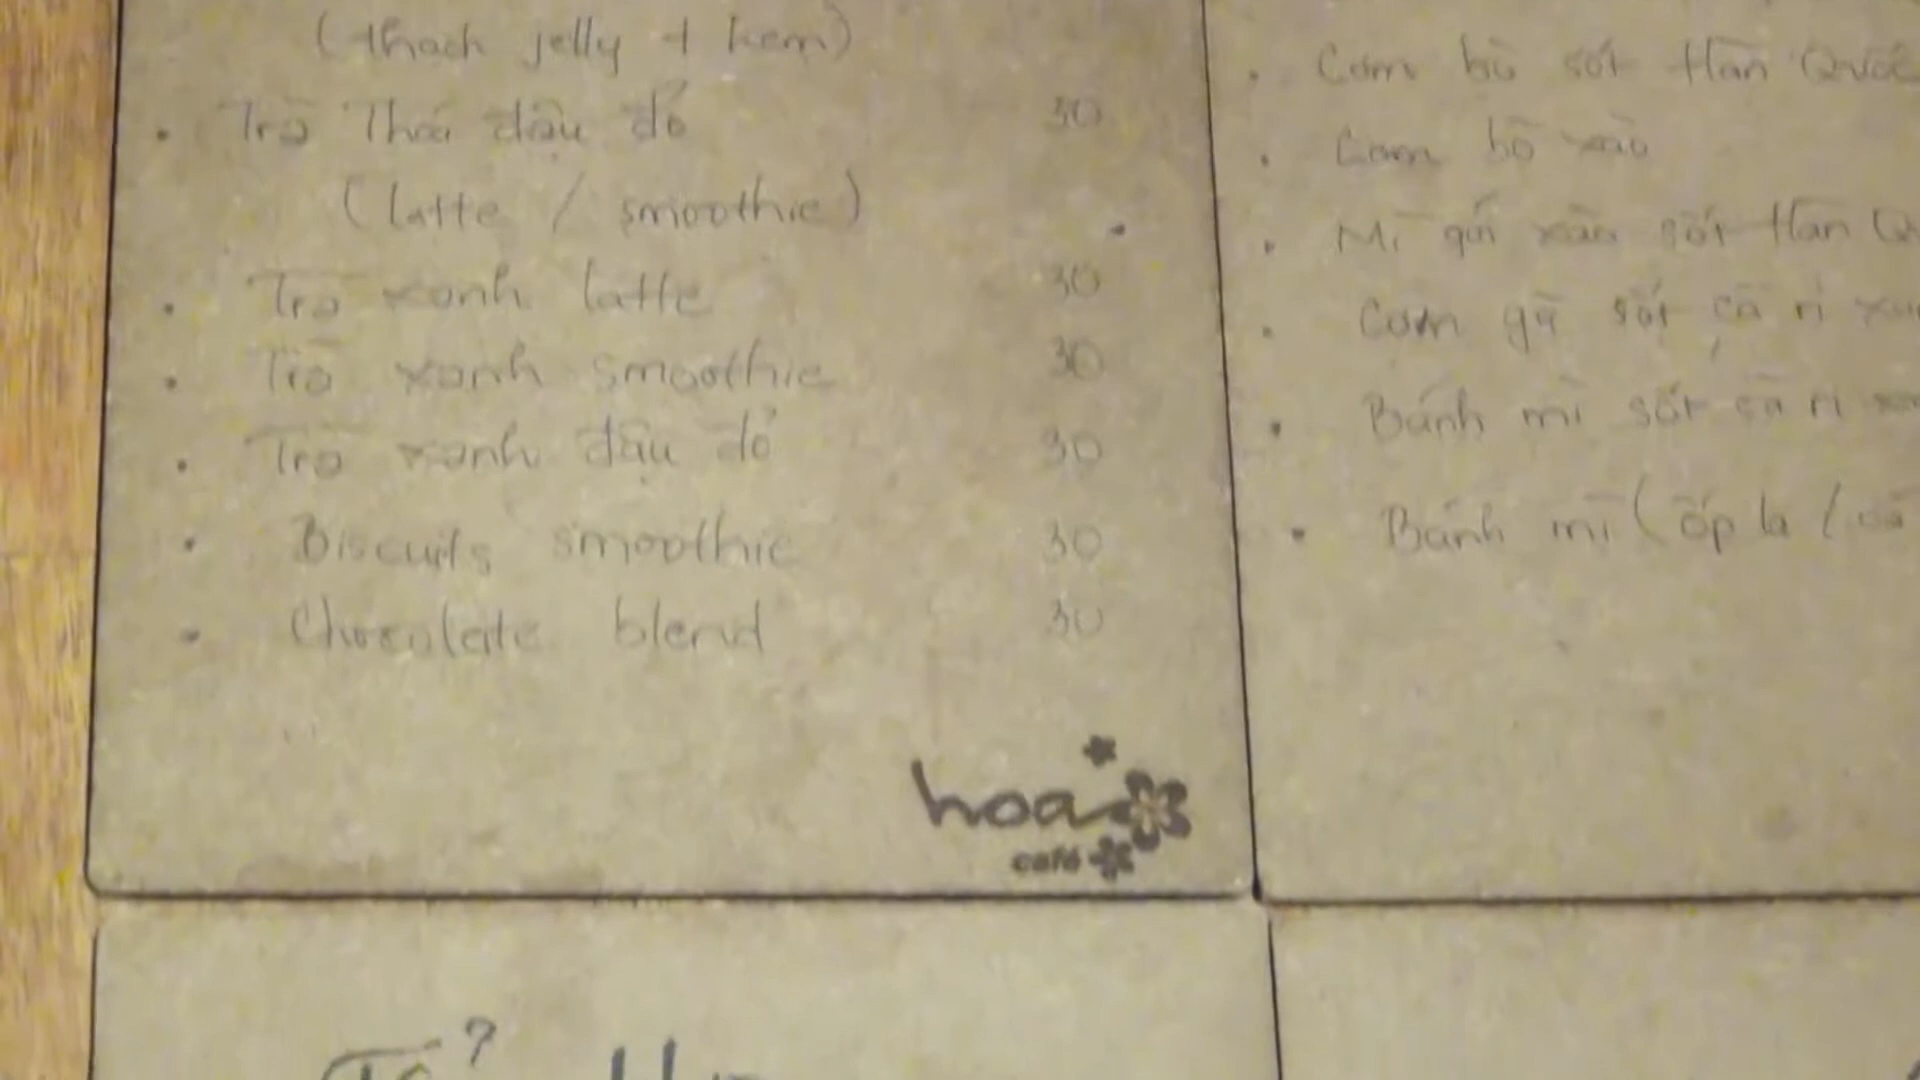 (thạch jelly + kem)
• Trà Thái đậu đỏ 30
(latte / smoothie)
• Trà xanh latte 30
• Trà xanh smoothie 30
• Trà xanh đậu đỏ 30
• Biscuits smoothie 30
• Chocolate blend 30
hoa
café
• Cơm bò sốt Hàn Quốc
• Cơm bò xào
• Mì gói xào sốt Hàn
• Cơm gà sốt cà ri
• Bánh mì sốt cà ri
• Bánh mì (ốp la /